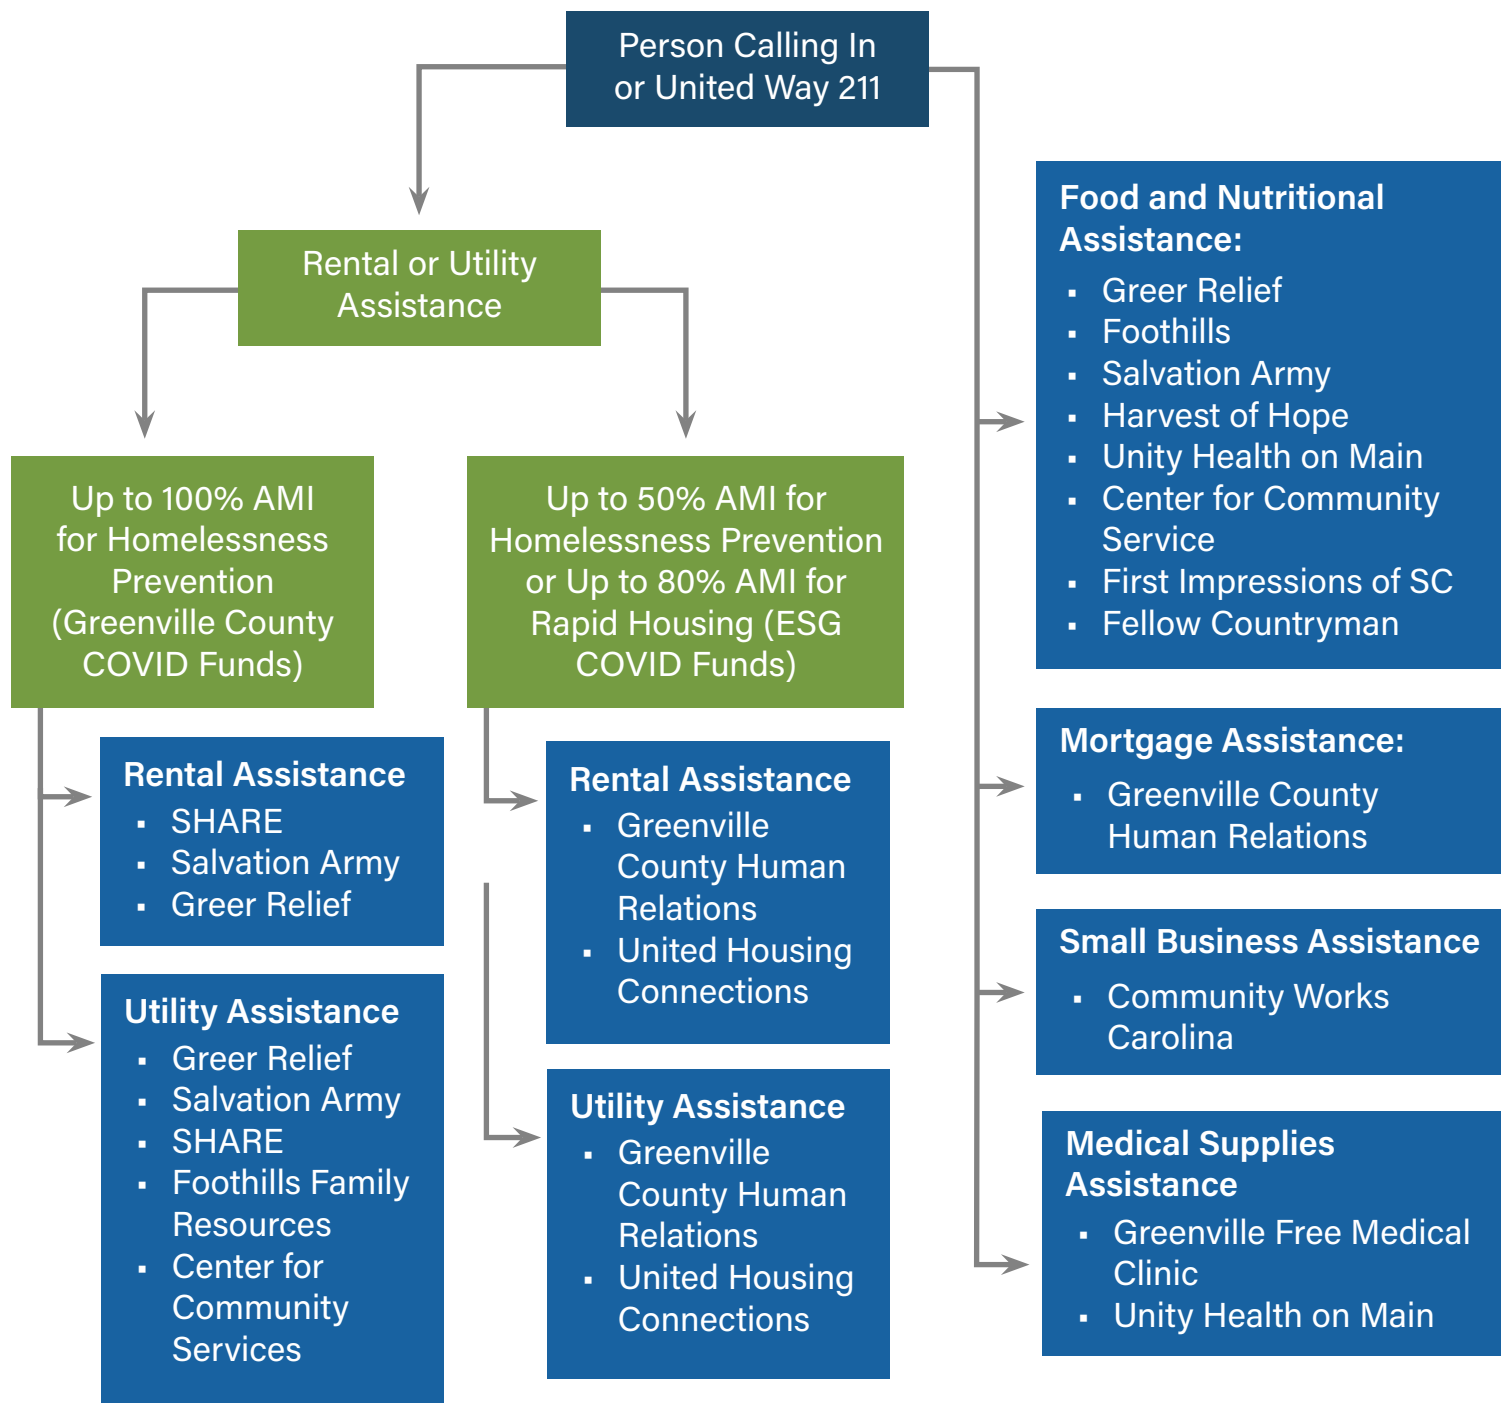 Person Calling In
or United Way 211
Rental or Utility
Assistance
Up to 100% AMI
for Homelessness
Prevention
(Greenville County
COVID Funds)
Up to 50% AMI for
Homelessness Prevention
or Up to 80% AMI for
Rapid Housing (ESG
COVID Funds)
Rental Assistance
▪ SHARE
▪ Salvation Army
▪ Greer Relief
Utility Assistance
▪ Greer Relief
▪ Salvation Army
▪ SHARE
▪ Foothills Family
Resources
▪ Center for
Community
Services
Rental Assistance
▪ Greenville
County Human
Relations
▪ United Housing
Connections
Utility Assistance
▪ Greenville
County Human
Relations
▪ United Housing
Connections
Food and Nutritional
Assistance:
▪ Greer Relief
▪ Foothills
▪ Salvation Army
▪ Harvest of Hope
▪ Unity Health on Main
▪ Center for Community
Service
▪ First Impressions of SC
▪ Fellow Countryman
Mortgage Assistance:
▪ Greenville County
Human Relations
Small Business Assistance
▪ Community Works
Carolina
Medical Supplies
Assistance
▪ Greenville Free Medical
Clinic
▪ Unity Health on Main